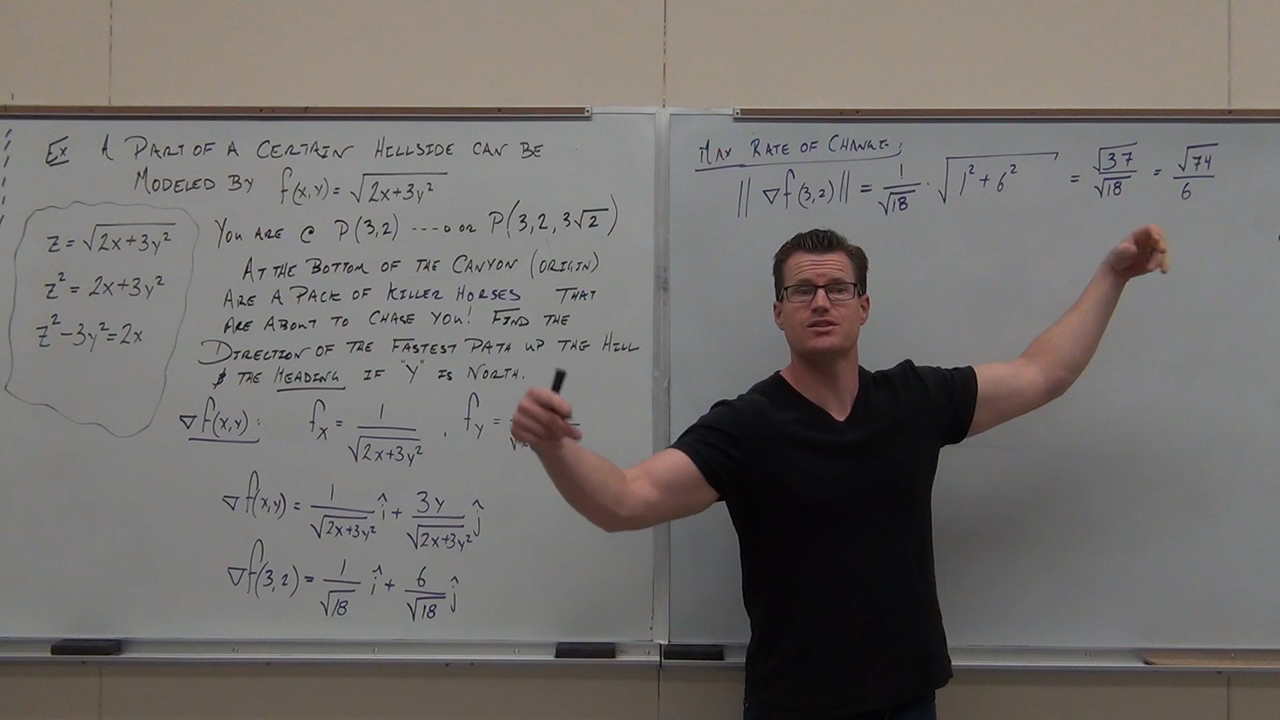 Ex A PART OF A CERTAIN HILLSIDE CAN BE
MODELED BY f(x,y) = √(2x+3y²)
z = √(2x+3y²)
z² = 2x+3y²
z²-3y²=2x
YOU ARE @ P(3,2) ----o OR P(3,2,3√2)
AT THE BOTTOM OF THE CANYON (ORIGIN)
ARE A PACK OF KILLER HORSES THAT
ARE ABOUT TO CHASE YOU! FIND THE
DIRECTION OF THE FASTEST PATH UP THE HILL
& THE HEADING IF "Y" IS NORTH.
∇f(x,y): fx = 1/√(2x+3y²) , fy =
∇f(x,y) = 1/√(2x+3y²) î + 3y/√(2x+3y²) ĵ
∇f(3,2) = 1/√18 î + 6/√18 ĵ
MAX RATE OF CHANGE:
||∇f(3,2)|| = 1/√18 · √(1²+6²) = √37/√18 = √74/6